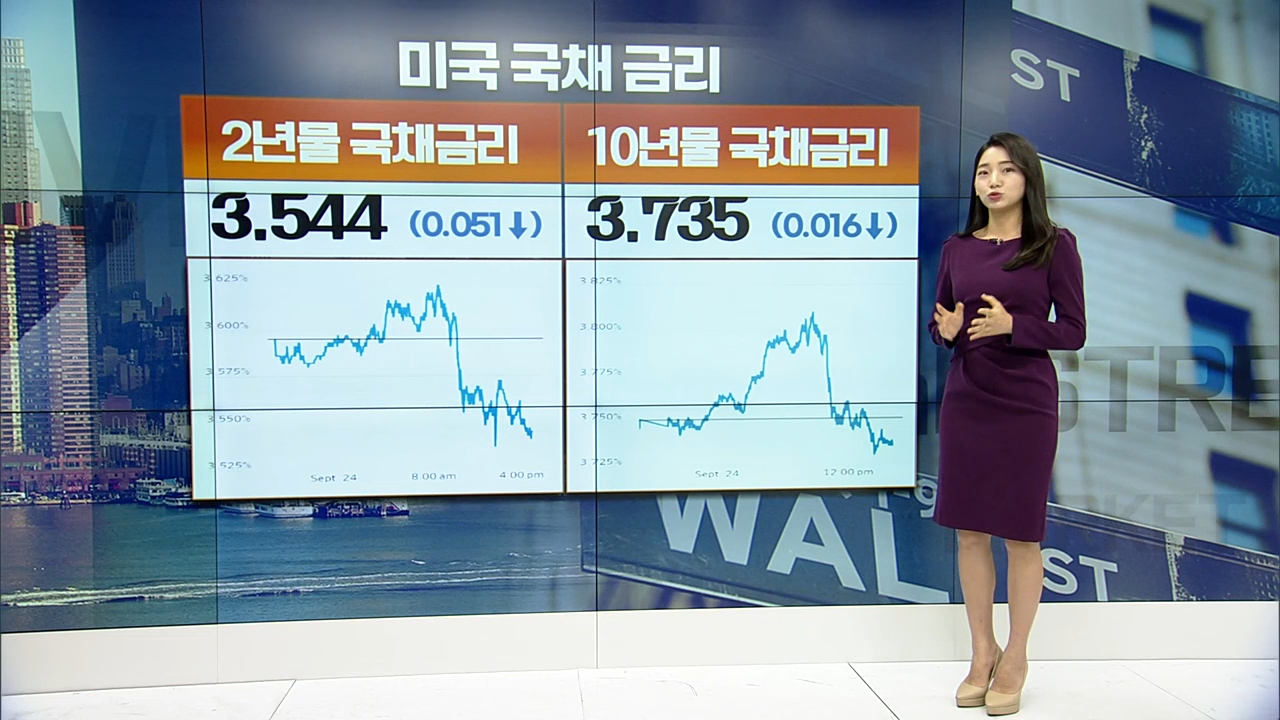 미국 국채 금리
2년물 국채금리
10년물 국채금리
3.544 (0.051↓)
3.735 (0.016↓)
3.625%
3.600%
3.575%
3.550%
3.525%
Sept. 24 8:00 am 4:00 pm
3.825%
3.800%
3.775%
3.750%
3.725%
Sept. 24 12:00 pm
ST
STRE
WALL
ST